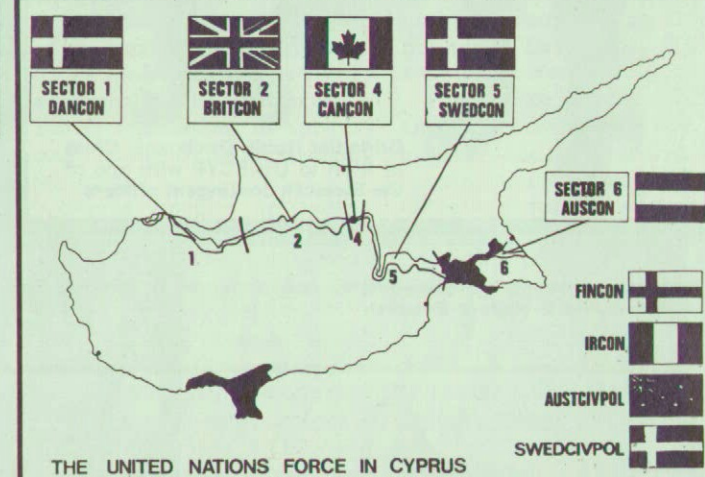 SECTOR 1
DANCON
SECTOR 2
BRITCON
SECTOR 4
CANCON
SECTOR 5
SWEDCON
SECTOR 6
AUSCON
1
2
4
5
6
FINCON
IRCON
AUSTCIVPOL
SWEDCIVPOL
THE UNITED NATIONS FORCE IN CYPRUS